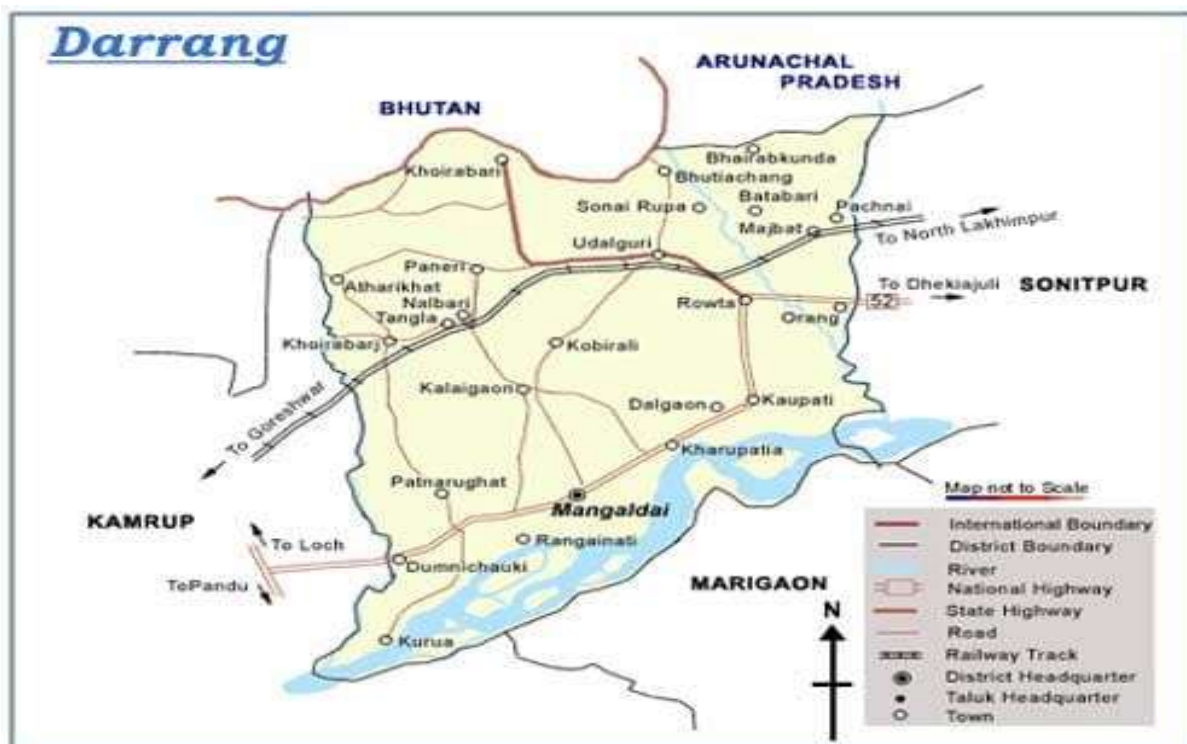 Darrang
ARUNACHAL
PRADESH
BHUTAN
Bhairabkunda
Khoirabari
Bhutiachang
Batabari
Sonai Rupa
Pachnai
Majbat
To North Lakhimpur
Udalguri
Paneri
Atharikhat
To Dhekiajuli
SONITPUR
Nalbari
Rowta
52
Tangla
Orang
Khoirabarj
Kobirali
Kalaigaon
Dalgaon
Kaupati
To Goreshwar
Kharupatia
Patnarughat
Map not to Scale
Mangaldai
KAMRUP
To Loch
Rangainati
Dumnichauki
ToPandu
MARIGAON
N
Kurua
International Boundary
District Boundary
River
National Highway
State Highway
Road
Railway Track
District Headquarter
Taluk Headquarter
Town